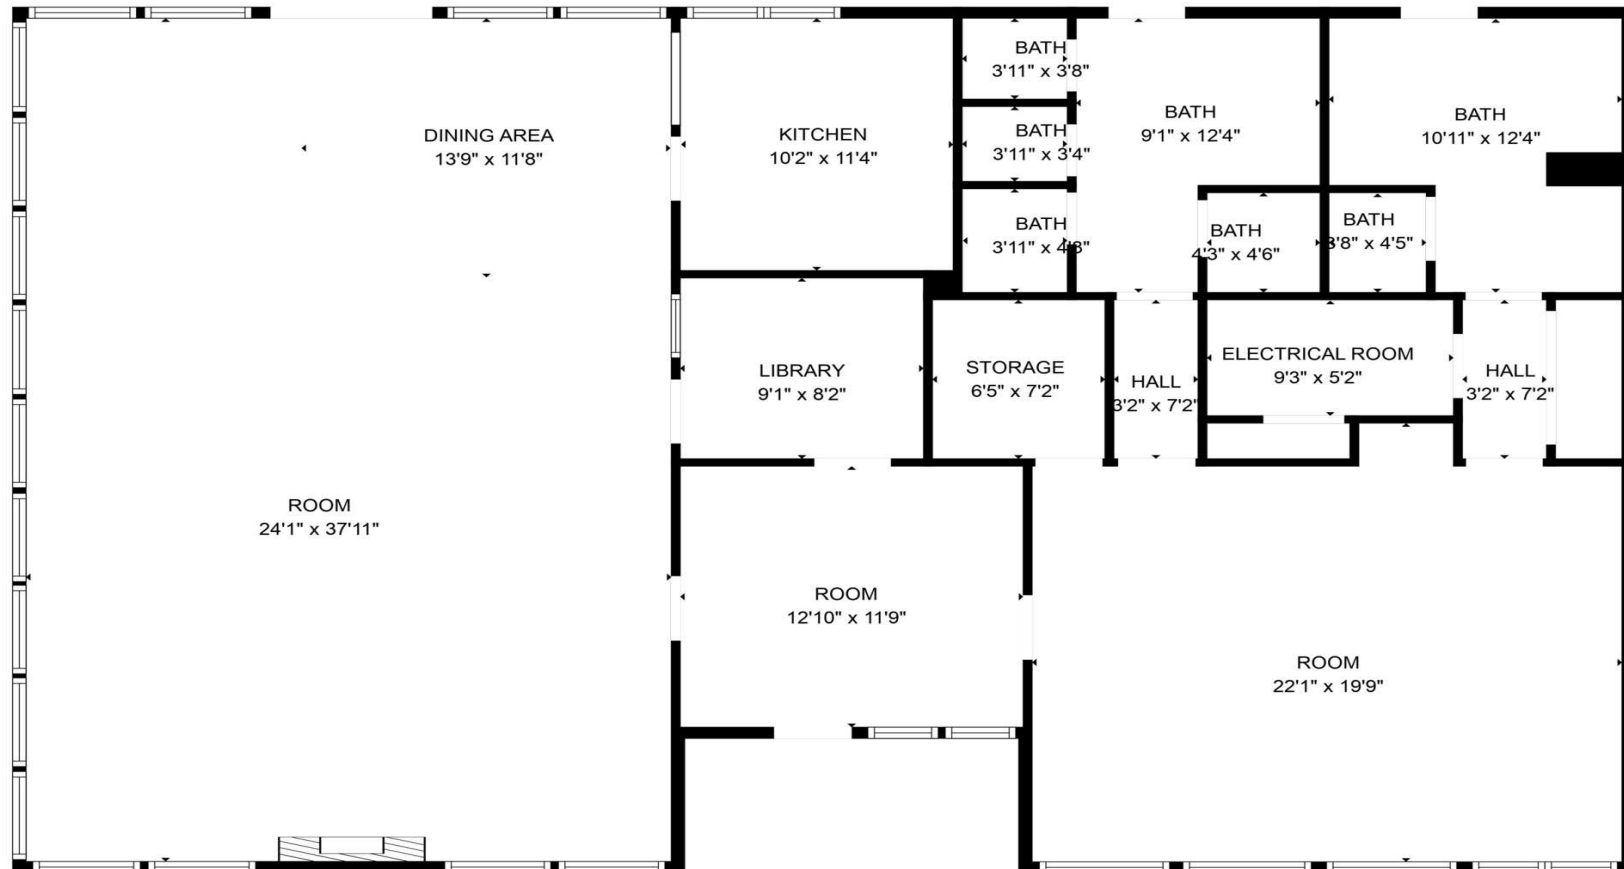 BATH
3'11" x 3'8"
DINING AREA
13'9" x 11'8"
KITCHEN
10'2" x 11'4"
BATH
3'11" x 3'4"
BATH
9'1" x 12'4"
BATH
10'11" x 12'4"
BATH
3'11" x 4'3"
BATH
4'3" x 4'6"
BATH
3'8" x 4'5"
LIBRARY
9'1" x 8'2"
STORAGE
6'5" x 7'2"
HALL
3'2" x 7'2"
ELECTRICAL ROOM
9'3" x 5'2"
HALL
3'2" x 7'2"
ROOM
24'1" x 37'11"
ROOM
12'10" x 11'9"
ROOM
22'1" x 19'9"